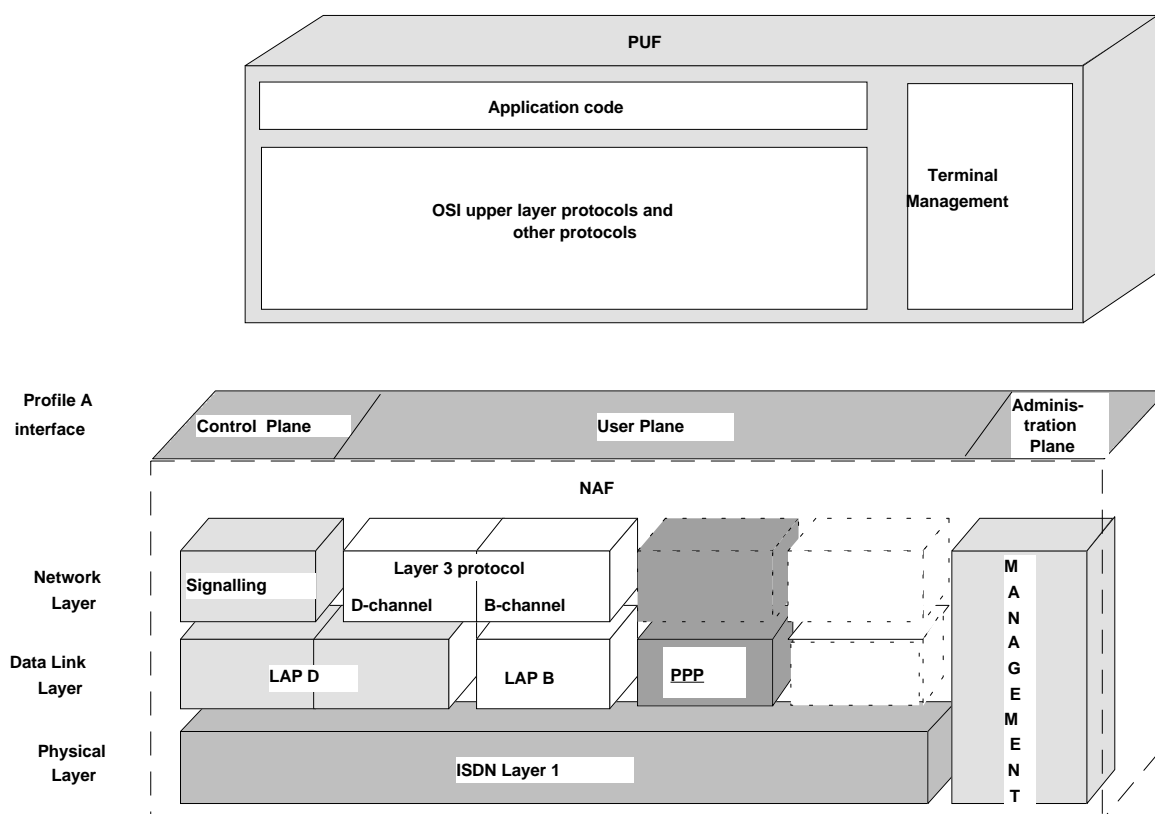 PUF
Application code
OSI upper layer protocols and
other protocols
Terminal
Management
Profile A
interface
Control Plane
User Plane
Adminis-
tration
Plane
NAF
Network
Layer
Signalling
Layer 3 protocol
D-channel
B-channel
Data Link
Layer
LAP D
LAP B
PPP
Physical
Layer
ISDN Layer 1
M
A
N
A
G
E
M
E
N
T